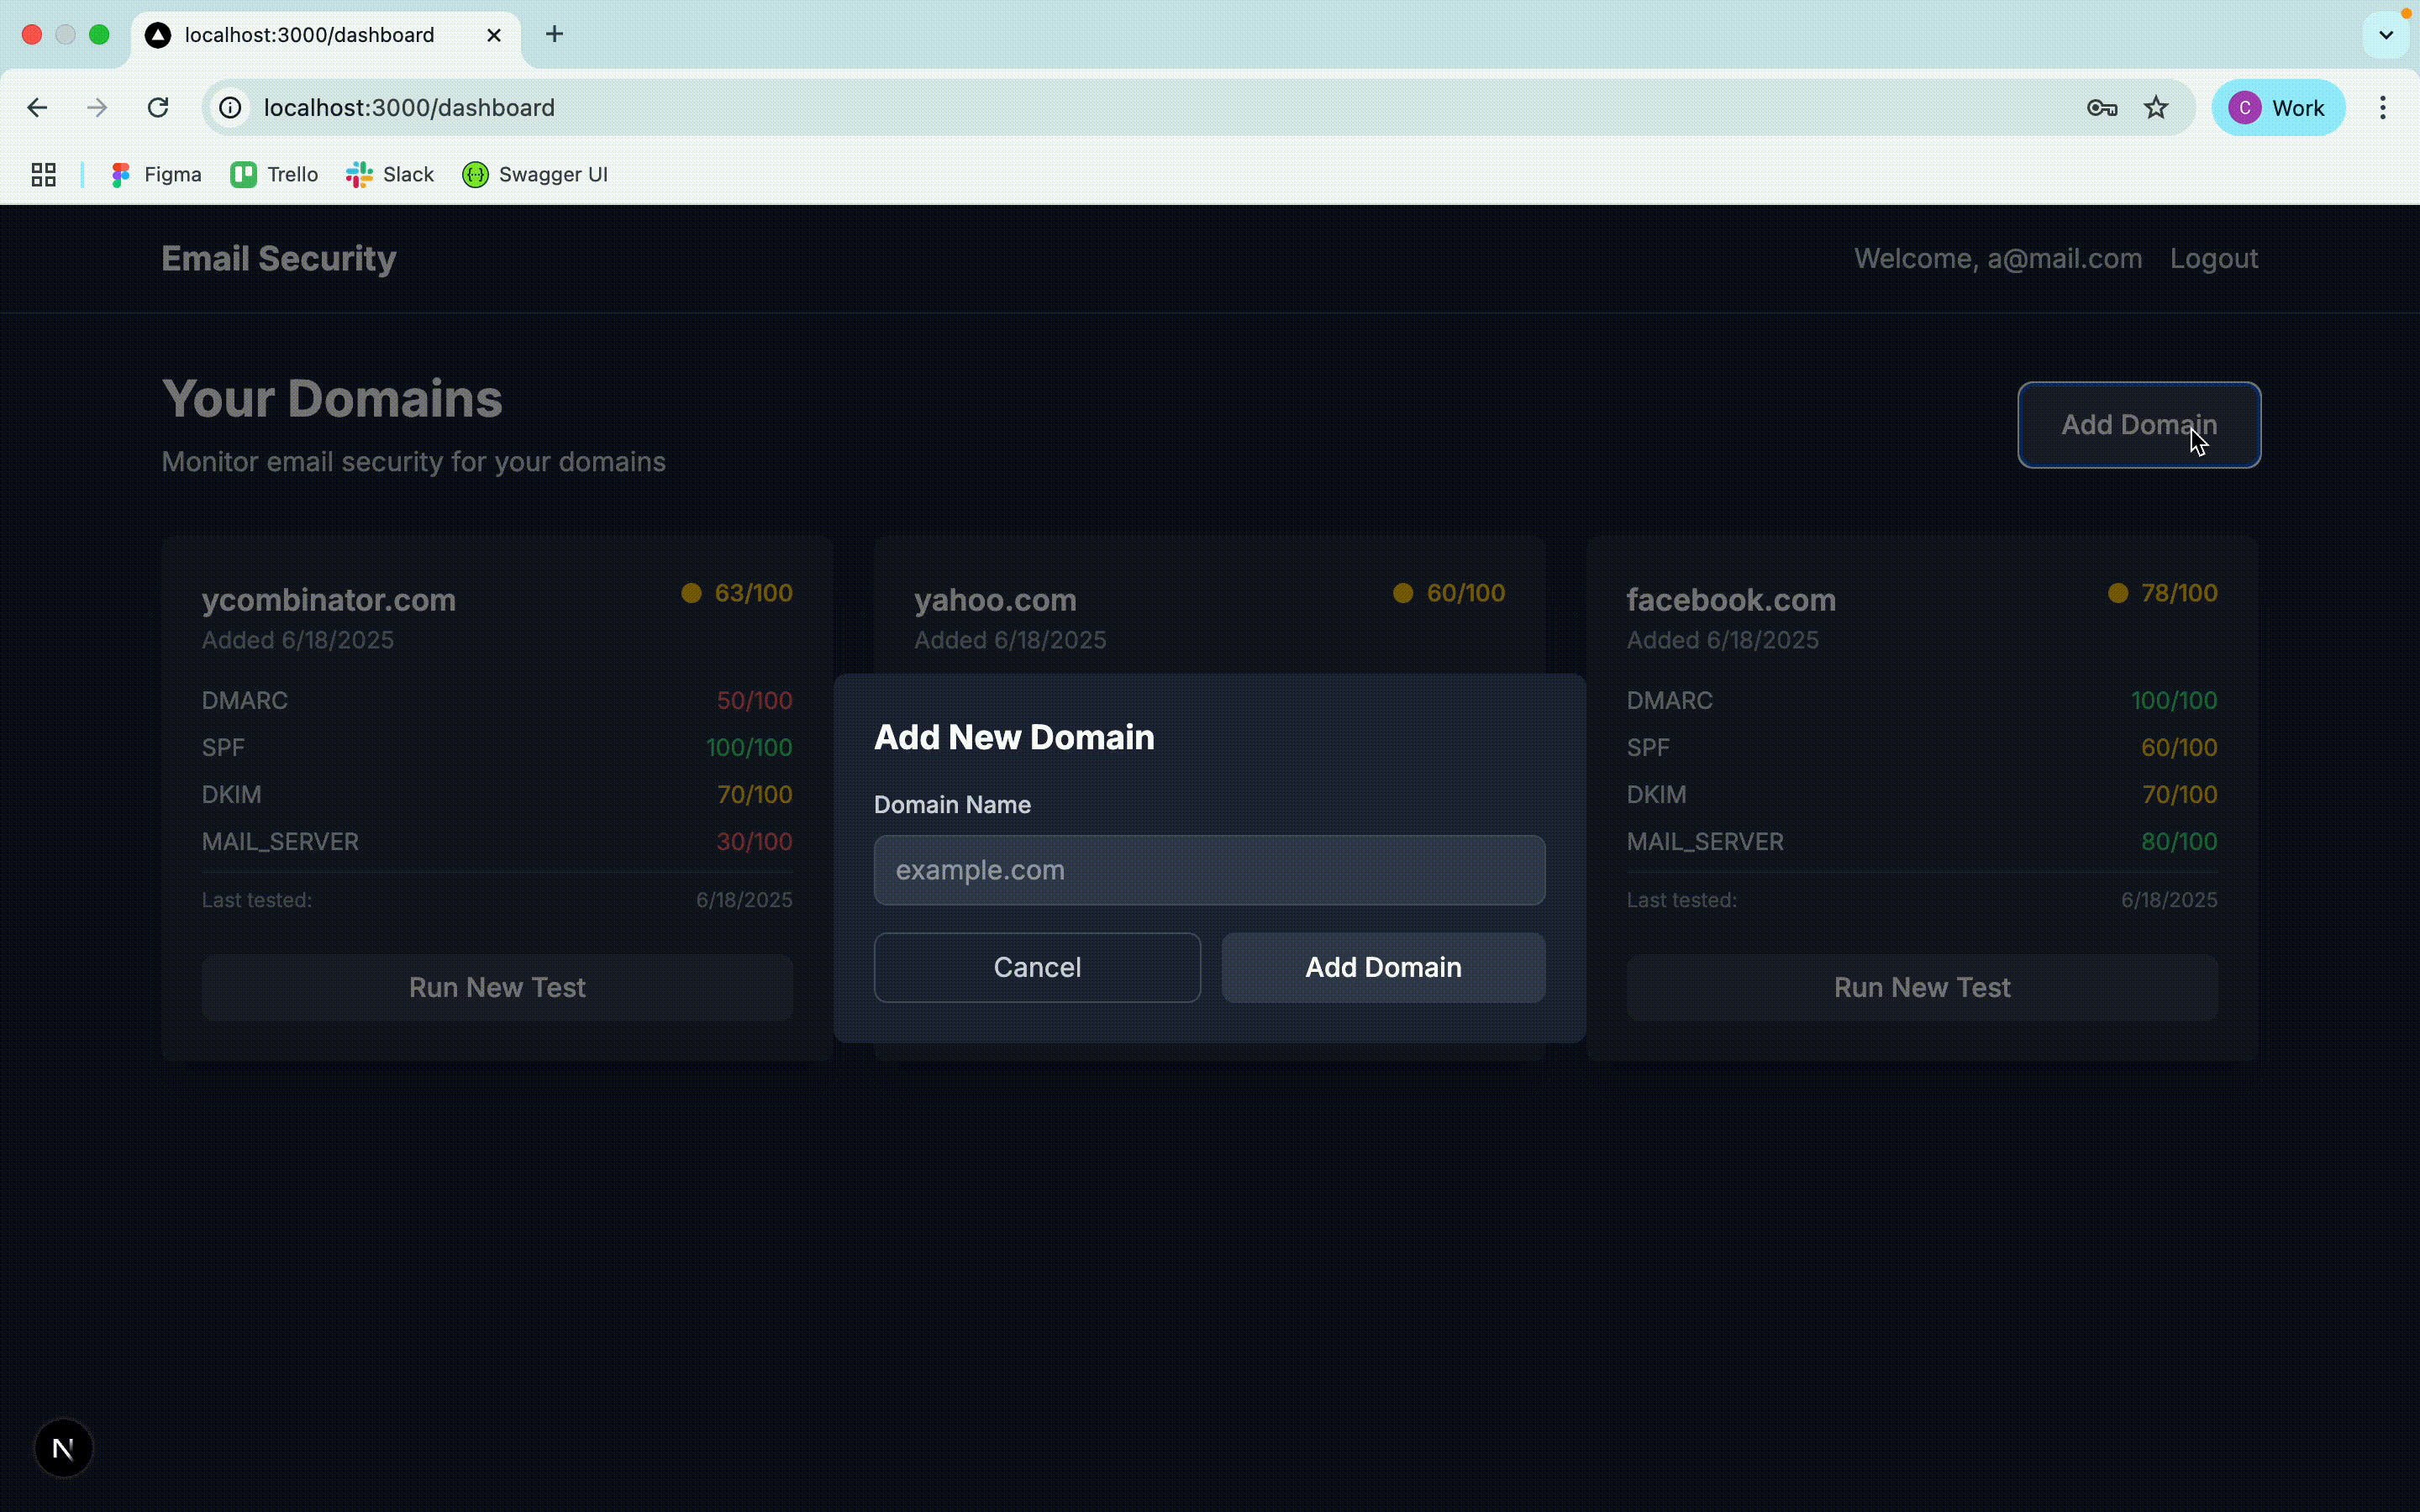 localhost:3000/dashboard
localhost:3000/dashboard
C Work
Figma Trello Slack Swagger UI
Email Security
Welcome, a@mail.com Logout
Your Domains
Monitor email security for your domains
Add Domain
ycombinator.com 63/100
Added 6/18/2025
DMARC 50/100
SPF 100/100
DKIM 70/100
MAIL_SERVER 30/100
Last tested: 6/18/2025
Run New Test
yahoo.com 60/100
Added 6/18/2025
facebook.com 78/100
Added 6/18/2025
DMARC 100/100
SPF 60/100
DKIM 70/100
MAIL_SERVER 80/100
Last tested: 6/18/2025
Run New Test
Add New Domain
Domain Name
example.com
Cancel Add Domain
N